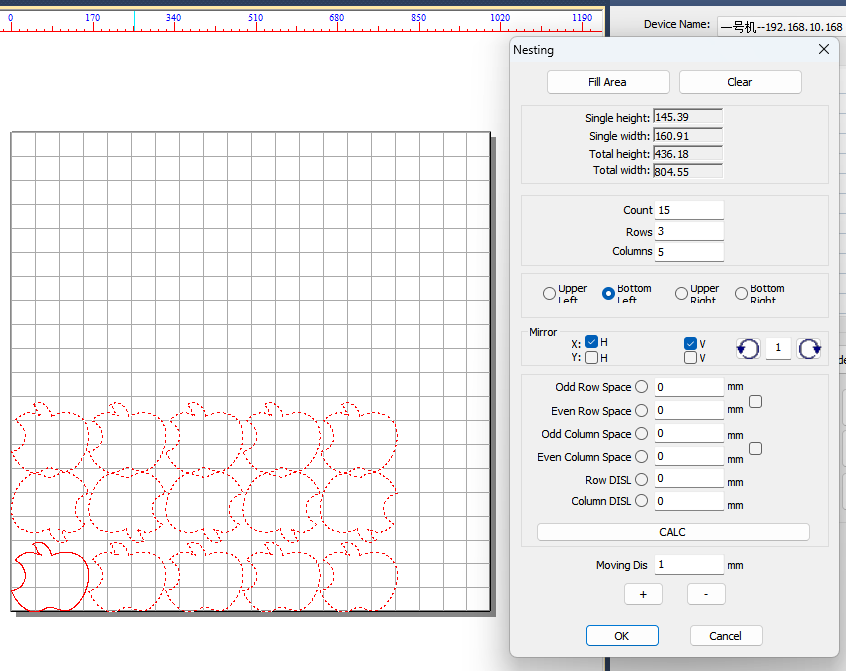 0 170 340 510 680 850 1020 1190
Device Name: 一号机--192.168.10.168
Nesting
Fill Area Clear
Single height: 145.39
Single width: 160.91
Total height: 436.18
Total width: 804.55
Count 15
Rows 3
Columns 5
Upper Left Bottom Left Upper Right Bottom Right
Mirror
X: H V
Y: H V
1
Odd Row Space 0 mm
Even Row Space 0 mm
Odd Column Space 0 mm
Even Column Space 0 mm
Row DISL 0 mm
Column DISL 0 mm
CALC
Moving Dis 1 mm
+ -
OK Cancel